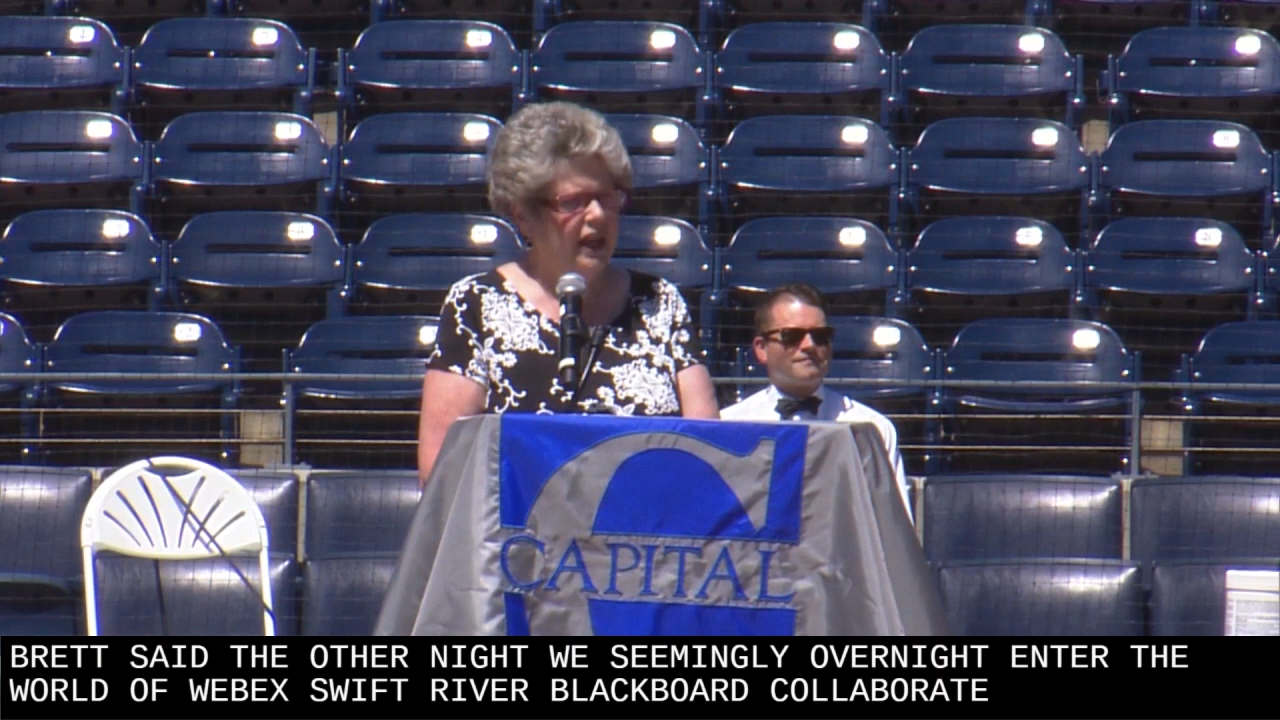 CAPITAL
BRETT SAID THE OTHER NIGHT WE SEEMINGLY OVERNIGHT ENTER THE
WORLD OF WEBEX SWIFT RIVER BLACKBOARD COLLABORATE